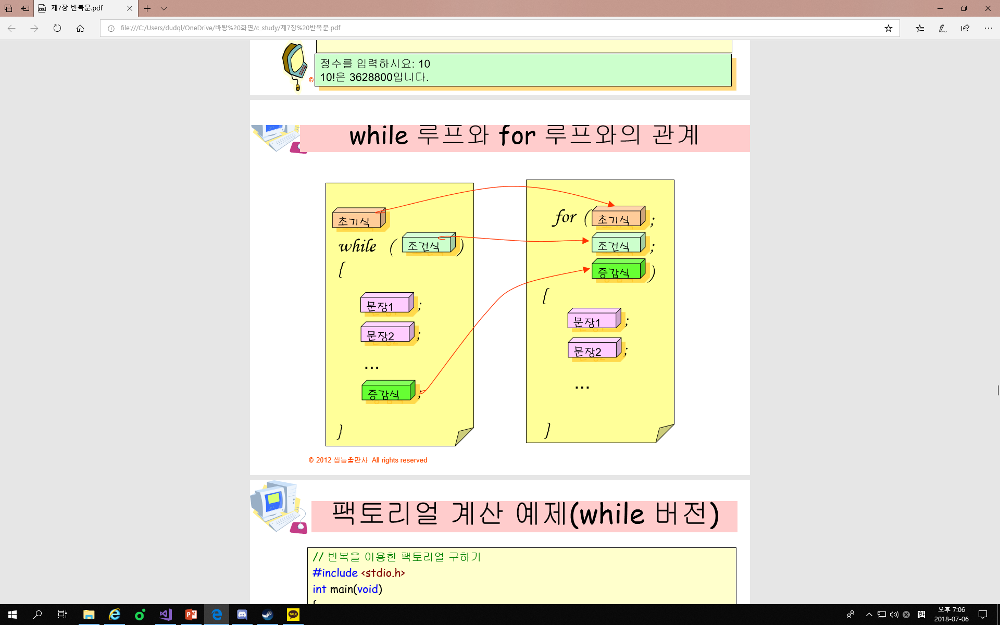 제7장 반복문.pdf
file:///C:/Users/dudql/OneDrive/바탕%20화면/c_study/제7장%20반복문.pdf
정수를 입력하시요: 10
10!은 3628800입니다.
©
while 루프와 for 루프와의 관계
초기식
while ( 조건식 )
{
문장1 ;
문장2 ;
...
증감식 ;
}
for ( 초기식 ;
조건식 ;
증감식 )
{
문장1 ;
문장2 ;
...
}
© 2012 생능출판사 All rights reserved
팩토리얼 계산 예제(while 버전)
// 반복을 이용한 팩토리얼 구하기
#include <stdio.h>
int main(void)
{
TALK
한
오후 7:06
2018-07-06